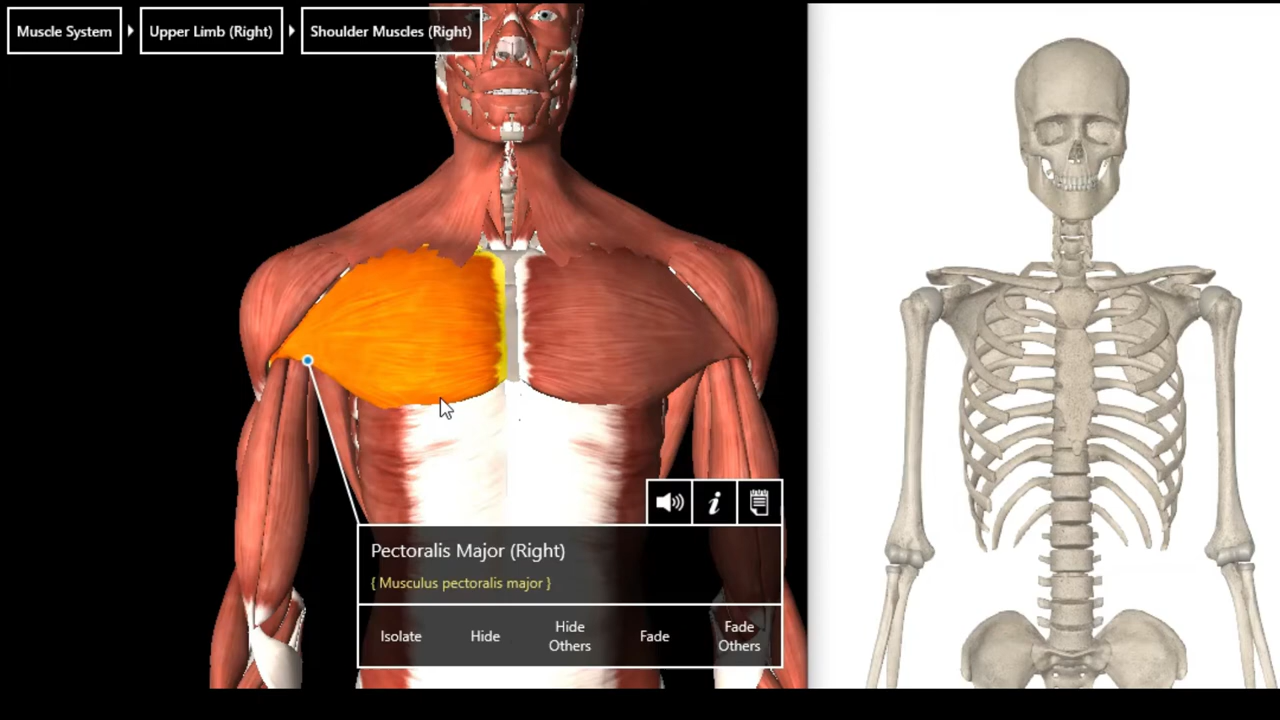 Muscle System
Upper Limb (Right)
Shoulder Muscles (Right)
Pectoralis Major (Right)
{ Musculus pectoralis major }
Isolate
Hide
Hide
Others
Fade
Fade
Others